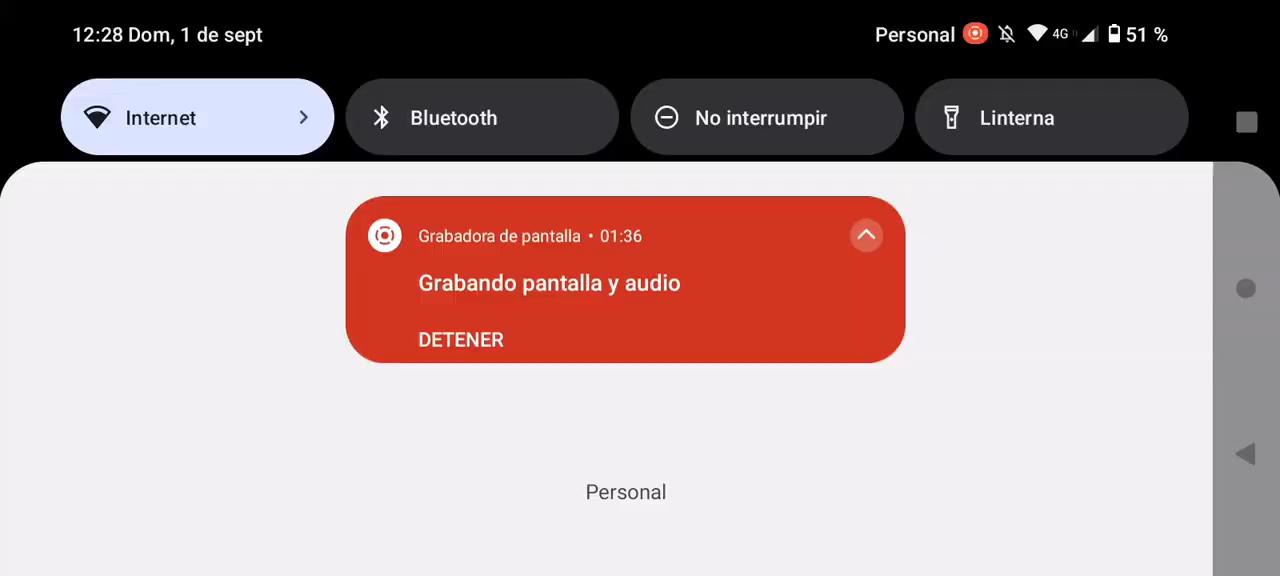 12:28 Dom, 1 de sept
Personal 4G 51 %
Internet
Bluetooth
No interrumpir
Linterna
Grabadora de pantalla • 01:36
Grabando pantalla y audio
DETENER
Personal